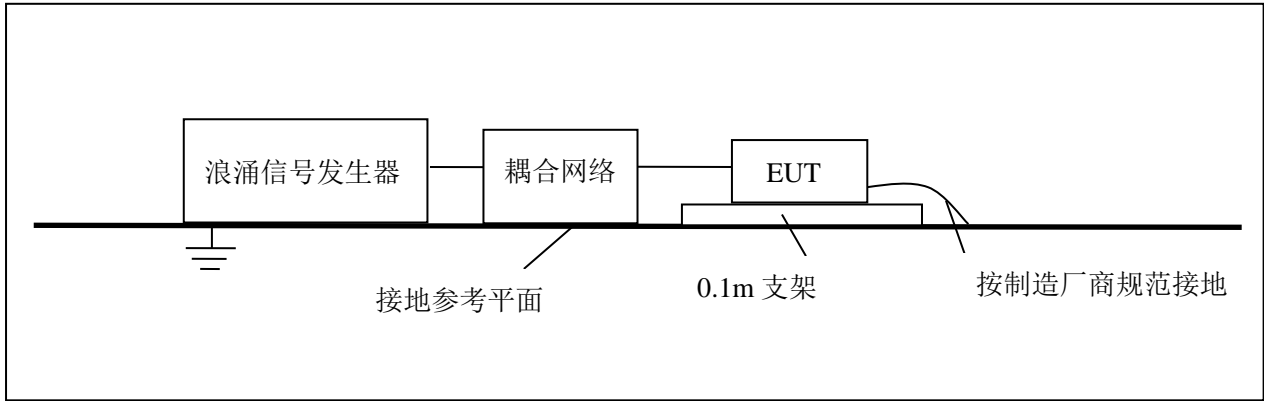 浪涌信号发生器
耦合网络
EUT
接地参考平面
0.1m 支架
按制造厂商规范接地